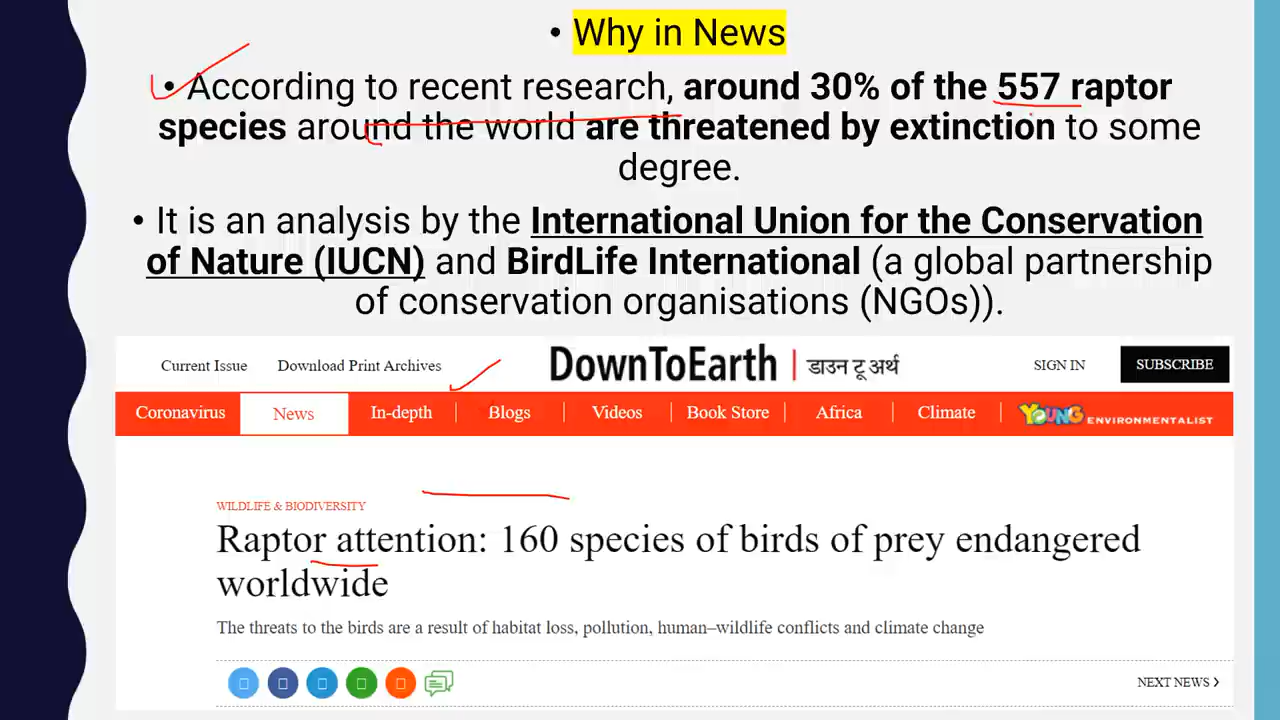 • Why in News
• According to recent research, around 30% of the 557 raptor
species around the world are threatened by extinction to some
degree.
• It is an analysis by the International Union for the Conservation
of Nature (IUCN) and BirdLife International (a global partnership
of conservation organisations (NGOs)).
Current Issue Download Print Archives DownToEarth | डाउन टू अर्थ SIGN IN SUBSCRIBE
Coronavirus News In-depth Blogs Videos Book Store Africa Climate YOUNG ENVIRONMENTALIST
WILDLIFE & BIODIVERSITY
Raptor attention: 160 species of birds of prey endangered
worldwide
The threats to the birds are a result of habitat loss, pollution, human–wildlife conflicts and climate change
NEXT NEWS ❯